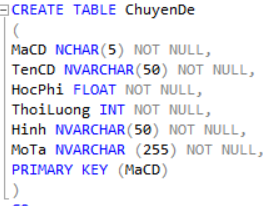 CREATE TABLE ChuyenDe
(
MaCD NCHAR(5) NOT NULL,
TenCD NVARCHAR(50) NOT NULL,
HocPhi FLOAT NOT NULL,
ThoiLuong INT NOT NULL,
Hinh NVARCHAR(50) NOT NULL,
MoTa NVARCHAR (255) NOT NULL,
PRIMARY KEY (MaCD)
)